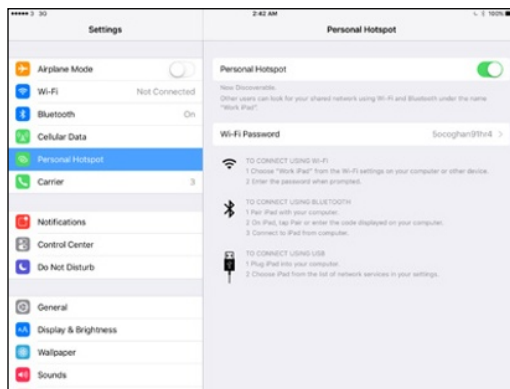 3 3G 2:42 AM 100%
Settings
Personal Hotspot
Airplane Mode
Wi-Fi Not Connected
Bluetooth On
Cellular Data
Personal Hotspot
Carrier 3
Notifications
Control Center
Do Not Disturb
General
Display & Brightness
Wallpaper
Sounds
Personal Hotspot
Now Discoverable.
Other users can look for your shared network using Wi-Fi and Bluetooth under the name
"Work iPad".
Wi-Fi Password Socoghan91hr4
TO CONNECT USING WI-FI
1 Choose "Work iPad" from the Wi-Fi settings on your computer or other device.
2 Enter the password when prompted.
TO CONNECT USING BLUETOOTH
1 Pair iPad with your computer.
2 On iPad, tap Pair or enter the code displayed on your computer.
3 Connect to iPad from computer.
TO CONNECT USING USB
1 Plug iPad into your computer.
2 Choose iPad from the list of network services in your settings.